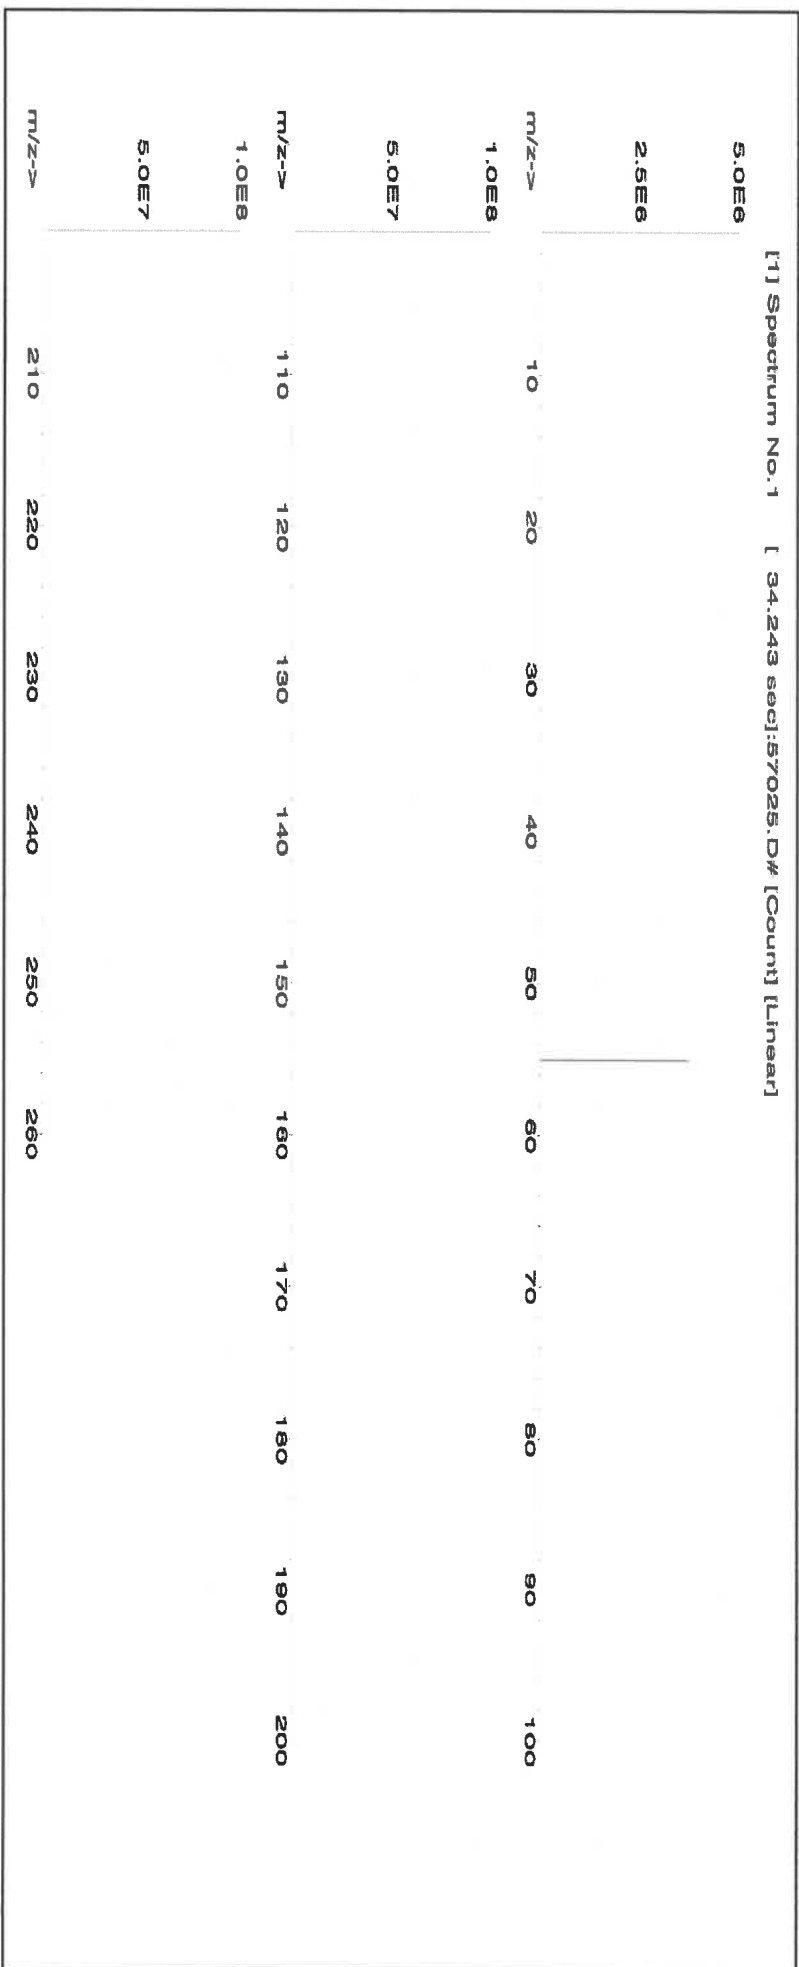 [1] Spectrum No.1 [ 34.243 sec]:57025.D# [Count] [Linear]
5.0E6
2.5E6
m/z-> 10 20 30 40 50 60 70 80 90 100
1.0E8
5.0E7
m/z-> 110 120 130 140 150 160 170 180 190 200
1.0E8
5.0E7
m/z-> 210 220 230 240 250 260